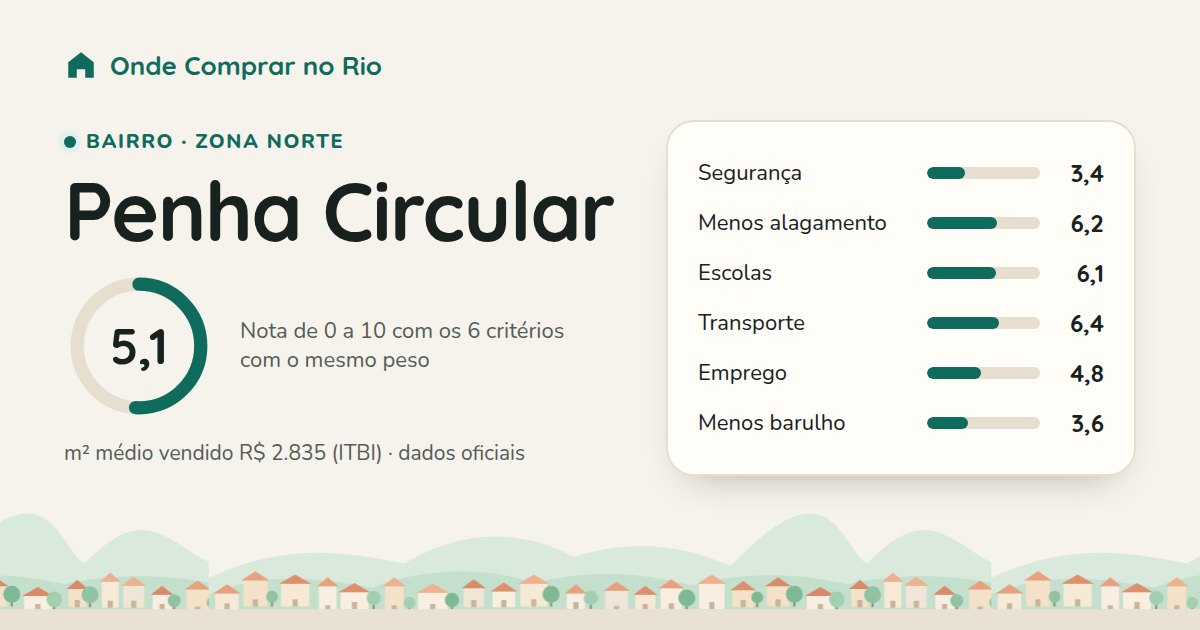 Onde Comprar no Rio
BAIRRO · ZONA NORTE
Penha Circular
5,1
Nota de 0 a 10 com os 6 critérios
com o mesmo peso
m² médio vendido R$ 2.835 (ITBI) · dados oficiais
Segurança 3,4
Menos alagamento 6,2
Escolas 6,1
Transporte 6,4
Emprego 4,8
Menos barulho 3,6